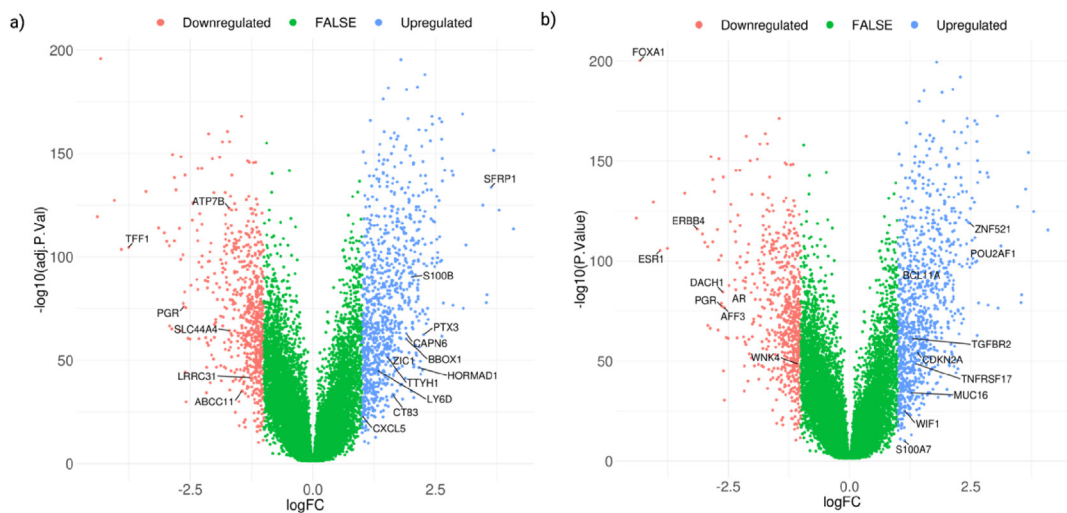 a)
Downregulated FALSE Upregulated
-log10(adj.P.Val)
200
150
100
50
0
SFRP1
ATP7B
TFF1
S100B
PGR
SLC44A4
PTX3
CAPN6
BBOX1
ZIC1
HORMAD1
LRRC31
TTYH1
ABCC11
LY6D
CT83
CXCL5
-2.5 0.0 2.5
logFC
b)
Downregulated FALSE Upregulated
-log10(P.Value)
200
150
100
50
0
FOXA1
ERBB4
ZNF521
ESR1
POU2AF1
BCL11A
DACH1
AR
PGR
AFF3
TGFBR2
WNK4
CDKN2A
TNFRSF17
MUC16
WIF1
S100A7
-2.5 0.0 2.5
logFC